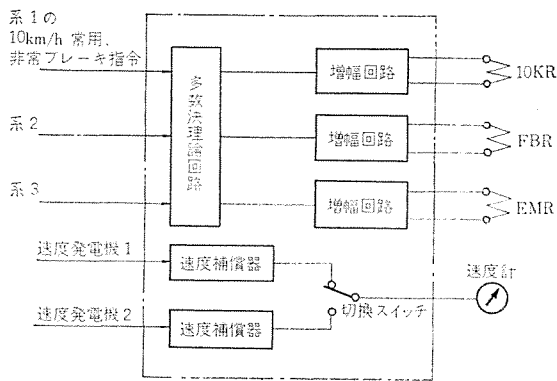 系1の
10km/h 常用,
非常ブレーキ指令
系2
系3
多数決理論回路
増幅回路
10KR
増幅回路
FBR
増幅回路
EMR
速度発電機1
速度補償器
速度発電機2
速度補償器
切換スイッチ
速度計